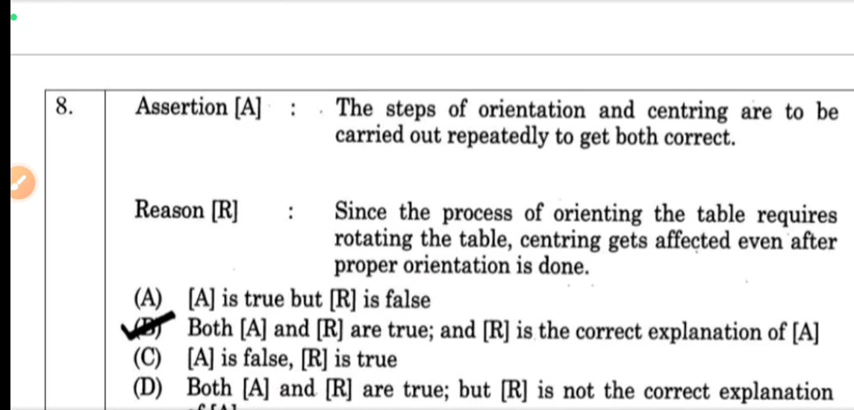 8. Assertion [A] : The steps of orientation and centring are to be
carried out repeatedly to get both correct.
Reason [R] : Since the process of orienting the table requires
rotating the table, centring gets affected even after
proper orientation is done.
(A) [A] is true but [R] is false
(B) Both [A] and [R] are true; and [R] is the correct explanation of [A]
(C) [A] is false, [R] is true
(D) Both [A] and [R] are true; but [R] is not the correct explanation
of [A]